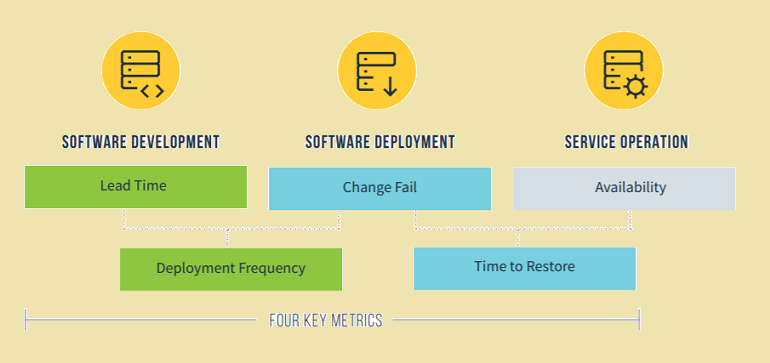 SOFTWARE DEVELOPMENT
SOFTWARE DEPLOYMENT
SERVICE OPERATION
Lead Time
Change Fail
Availability
Deployment Frequency
Time to Restore
FOUR KEY METRICS